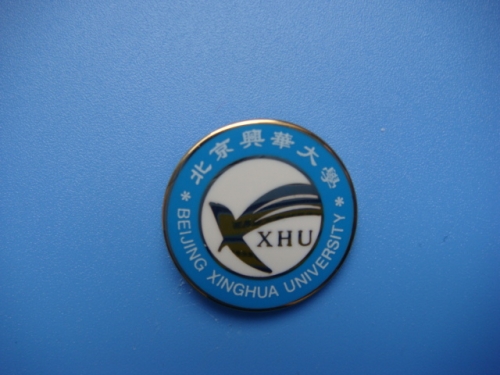 * 北京興華大學 *
XHU
BEIJING XINGHUA UNIVERSITY